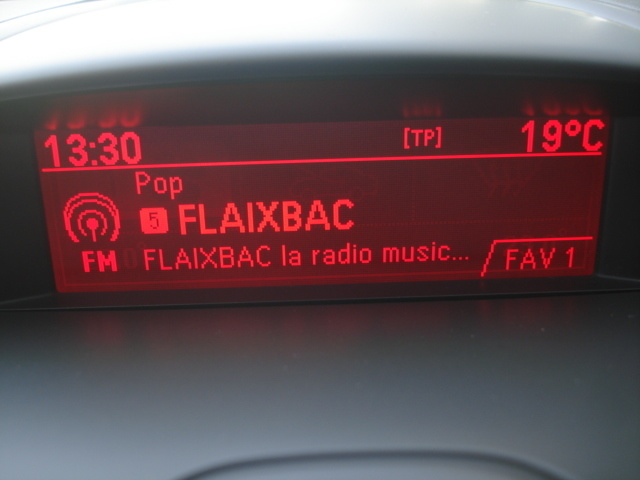 13:30 [TP] 19°C
Pop
5 FLAIXBAC
FM FLAIXBAC la radio music... FAV 1